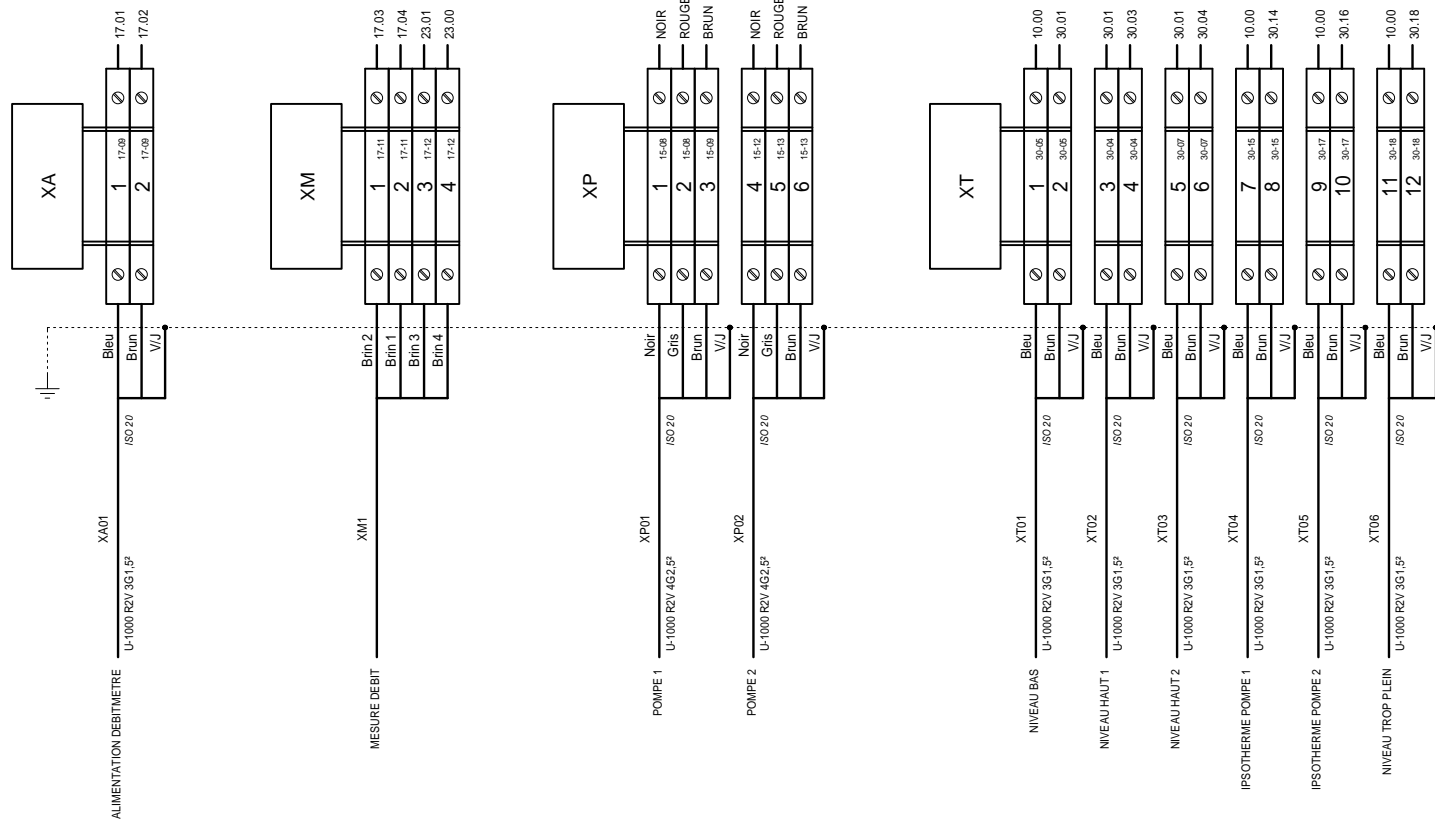 17.01
17.02
17.03
17.04
23.01
23.00
NOIR
ROUGE
BRUN
NOIR
ROUGE
BRUN
10.00
30.01
30.01
30.03
30.01
30.04
10.00
30.14
10.00
30.16
10.00
30.18
XA
17-09
17-09
1
2
XM
17-11
17-11
17-12
17-12
1
2
3
4
XP
15-08
15-08
15-09
15-12
15-13
15-13
1
2
3
4
5
6
XT
30-05
30-05
30-04
30-04
30-07
30-07
30-15
30-15
30-17
30-17
30-18
30-18
1
2
3
4
5
6
7
8
9
10
11
12
Bleu
Brun
V/J
Brin 2
Brin 1
Brin 3
Brin 4
Noir
Gris
Brun
V/J
Noir
Gris
Brun
V/J
Bleu
Brun
V/J
Bleu
Brun
V/J
Bleu
Brun
V/J
Bleu
Brun
V/J
Bleu
Brun
V/J
Bleu
Brun
V/J
ISO 20
ISO 20
ISO 20
ISO 20
ISO 20
ISO 20
ISO 20
ISO 20
ISO 20
XA01
XM1
XP01
XP02
XT01
XT02
XT03
XT04
XT05
XT06
U-1000 R2V 3G1,5²
U-1000 R2V 4G2,5²
U-1000 R2V 4G2,5²
U-1000 R2V 3G1,5²
U-1000 R2V 3G1,5²
U-1000 R2V 3G1,5²
U-1000 R2V 3G1,5²
U-1000 R2V 3G1,5²
U-1000 R2V 3G1,5²
ALIMENTATION DEBITMETRE
MESURE DEBIT
POMPE 1
POMPE 2
NIVEAU BAS
NIVEAU HAUT 1
NIVEAU HAUT 2
IPSOTHERME POMPE 1
IPSOTHERME POMPE 2
NIVEAU TROP PLEIN